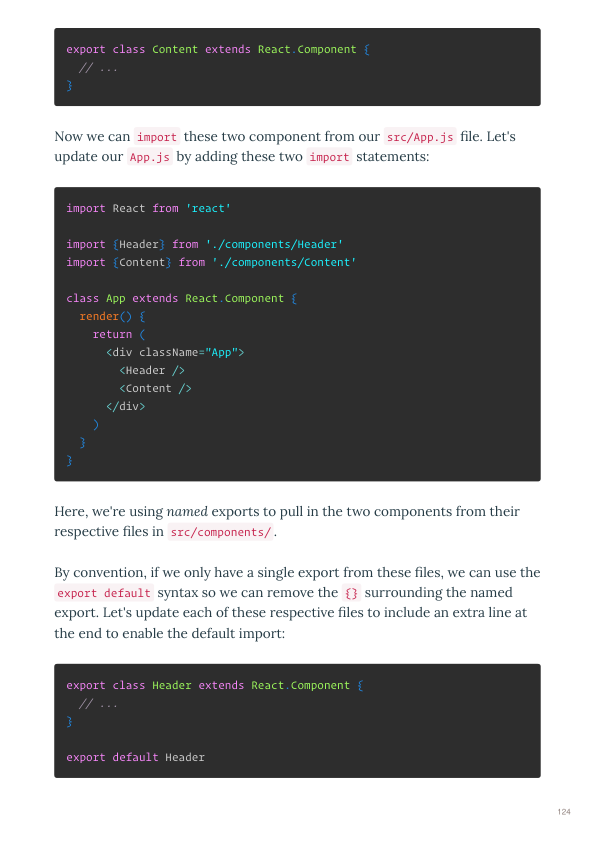 export class Content extends React.Component {
  // ...
}
Now we can import these two component from our src/App.js file. Let's
update our App.js by adding these two import statements:
import React from 'react'
import {Header} from './components/Header'
import {Content} from './components/Content'
class App extends React.Component {
  render() {
    return (
      <div className="App">
        <Header />
        <Content />
      </div>
    )
  }
}
Here, we're using named exports to pull in the two components from their
respective files in src/components/.
By convention, if we only have a single export from these files, we can use the
export default syntax so we can remove the {} surrounding the named
export. Let's update each of these respective files to include an extra line at
the end to enable the default import:
export class Header extends React.Component {
  // ...
}
export default Header
124